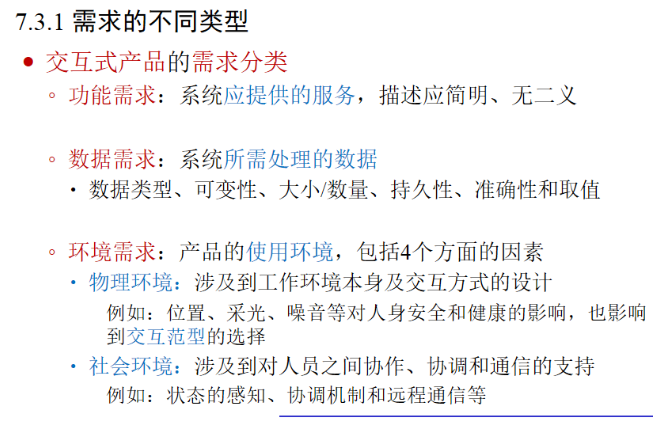 7.3.1 需求的不同类型
交互式产品的需求分类
功能需求：系统应提供的服务，描述应简明、无二义
数据需求：系统所需处理的数据
数据类型、可变性、大小/数量、持久性、准确性和取值
环境需求：产品的使用环境，包括4个方面的因素
物理环境：涉及到工作环境本身及交互方式的设计
例如：位置、采光、噪音等对人身安全和健康的影响，也影响
到交互范型的选择
社会环境：涉及到对人员之间协作、协调和通信的支持
例如：状态的感知、协调机制和远程通信等